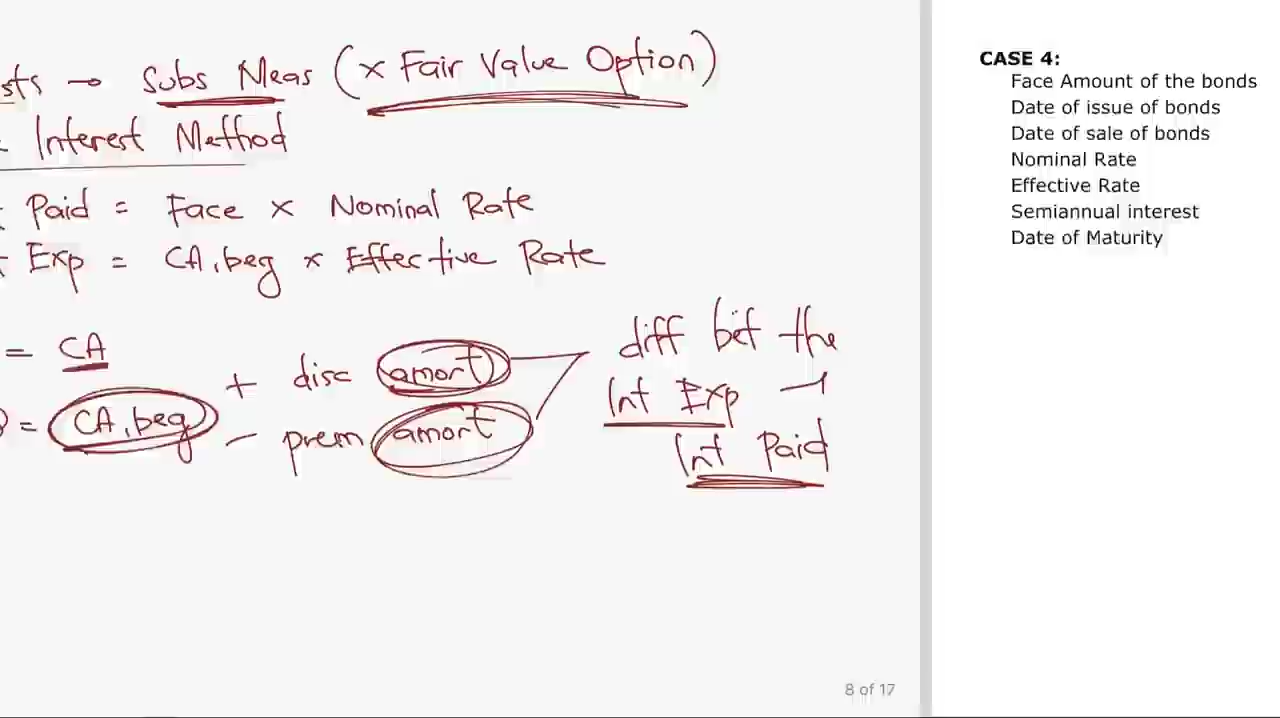 sts → Subs Meas (x Fair Value Option)
Interest Method
Paid = Face x Nominal Rate
Exp = CA, beg x Effective Rate
= CA + disc amort
= CA, beg - prem amort
diff bet the
Int Exp &
Int Paid
8 of 17
CASE 4:
Face Amount of the bonds
Date of issue of bonds
Date of sale of bonds
Nominal Rate
Effective Rate
Semiannual interest
Date of Maturity